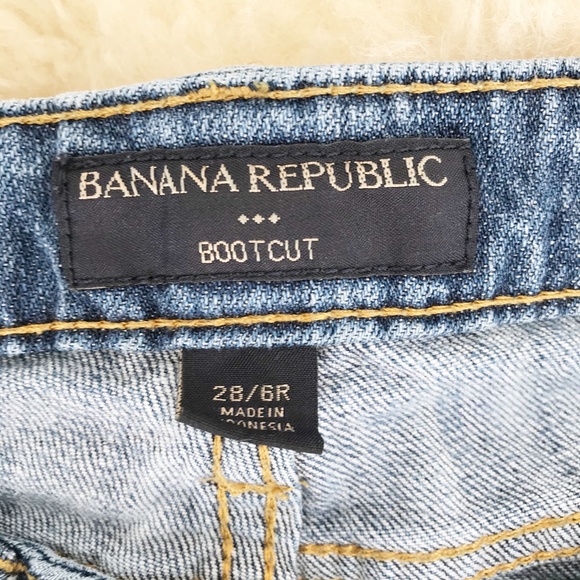 BANANA REPUBLIC
BOOTCUT
28/6R
MADE IN